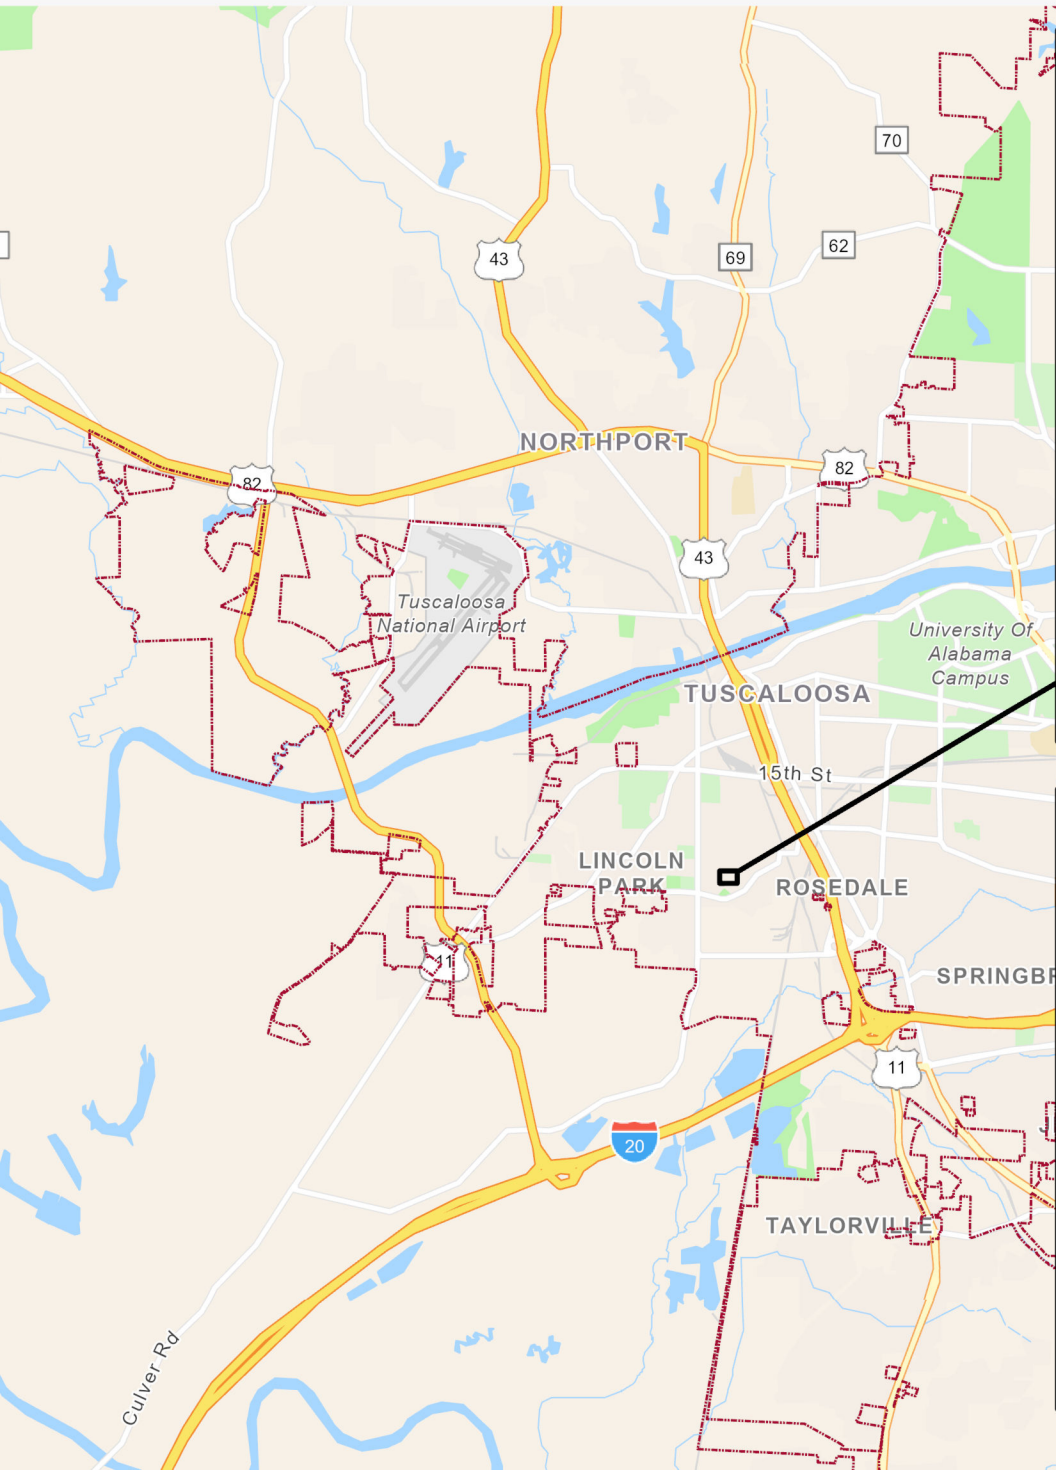 70
62
69
43
NORTHPORT
82
82
43
Tuscaloosa
National Airport
University Of
Alabama
Campus
TUSCALOOSA
15th St
LINCOLN
PARK
ROSEDALE
11
SPRINGBR
11
20
TAYLORVILLE
Culver Rd